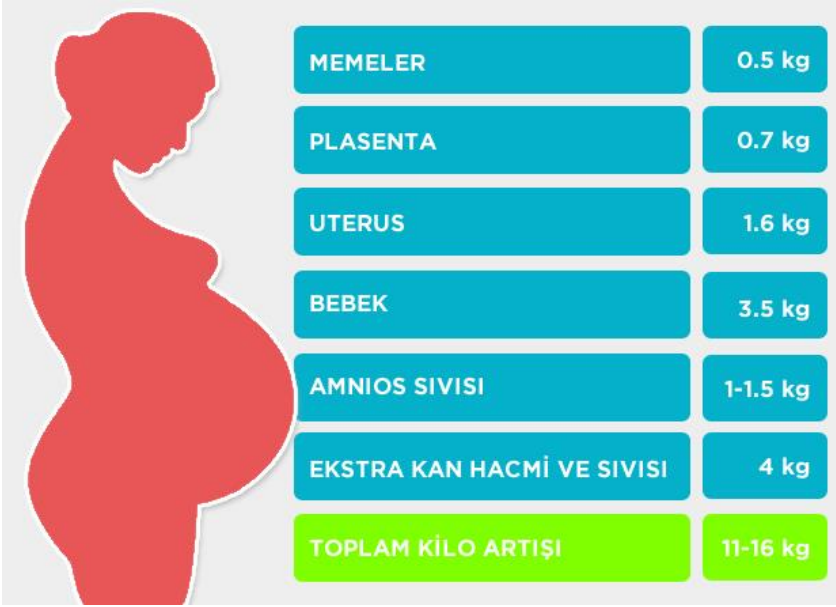 MEMELER 0.5 kg
PLASENTA 0.7 kg
UTERUS 1.6 kg
BEBEK 3.5 kg
AMNIOS SIVISI 1-1.5 kg
EKSTRA KAN HACMİ VE SIVISI 4 kg
TOPLAM KİLO ARTIŞI 11-16 kg